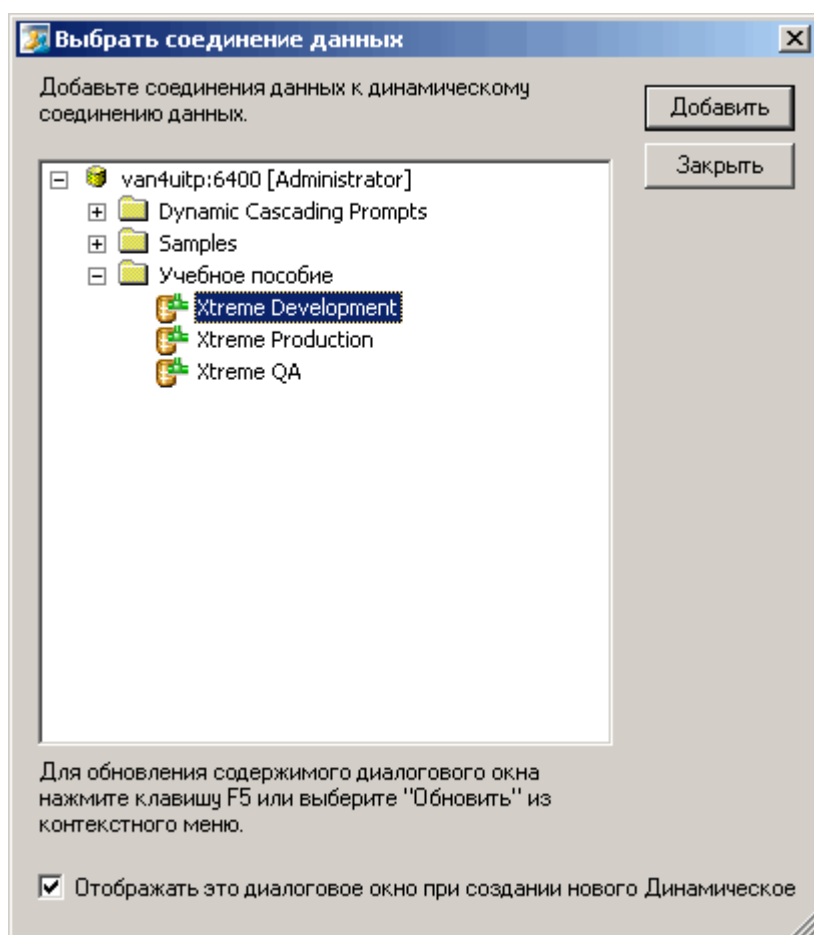 Выбрать соединение данных
Добавьте соединения данных к динамическому
соединению данных.
Добавить
Закрыть
van4uitp:6400 [Administrator]
Dynamic Cascading Prompts
Samples
Учебное пособие
Xtreme Development
Xtreme Production
Xtreme QA
Для обновления содержимого диалогового окна
нажмите клавишу F5 или выберите "Обновить" из
контекстного меню.
Отображать это диалоговое окно при создании нового Динамическое